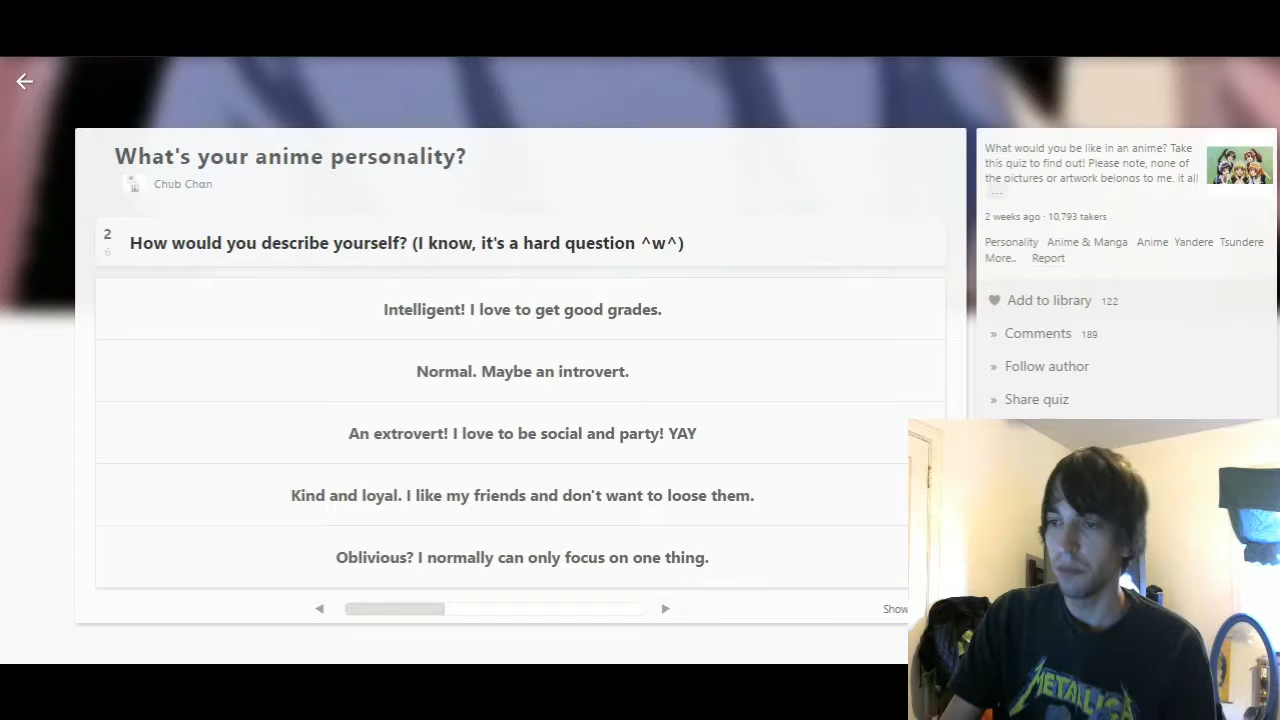 What's your anime personality?
Chub Chan
2
6
How would you describe yourself? (I know, it's a hard question ^w^)
Intelligent! I love to get good grades.
Normal. Maybe an introvert.
An extrovert! I love to be social and party! YAY
Kind and loyal. I like my friends and don't want to loose them.
Oblivious? I normally can only focus on one thing.
Show
What would you be like in an anime? Take
this quiz to find out! Please note, none of
the pictures or artwork belongs to me, it all
...
2 weeks ago · 10,793 takers
Personality Anime & Manga Anime Yandere Tsundere
More.. Report
Add to library 122
» Comments 189
» Follow author
» Share quiz
METALLICA